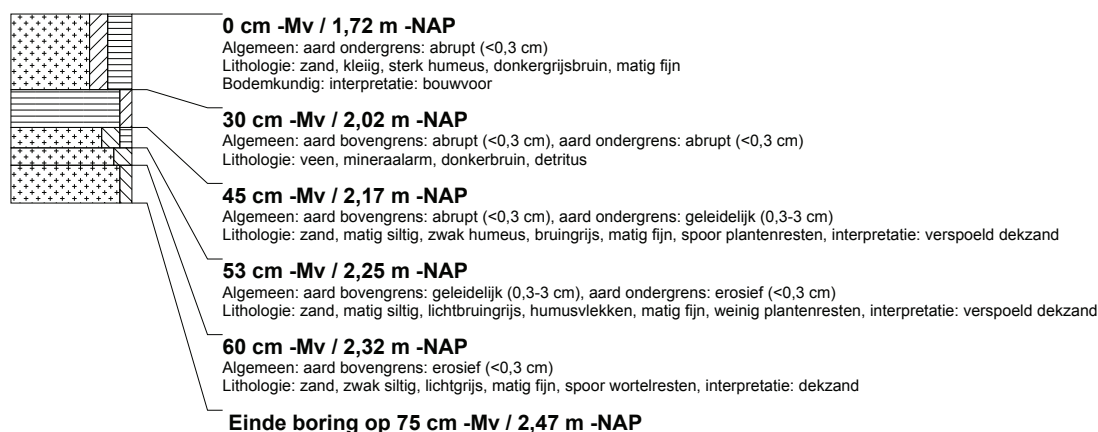 0 cm -Mv / 1,72 m -NAP
Algemeen: aard ondergrens: abrupt (<0,3 cm)
Lithologie: zand, kleiig, sterk humeus, donkergrijsbruin, matig fijn
Bodemkundig: interpretatie: bouwvoor
30 cm -Mv / 2,02 m -NAP
Algemeen: aard bovengrens: abrupt (<0,3 cm), aard ondergrens: abrupt (<0,3 cm)
Lithologie: veen, mineraalarm, donkerbruin, detritus
45 cm -Mv / 2,17 m -NAP
Algemeen: aard bovengrens: abrupt (<0,3 cm), aard ondergrens: geleidelijk (0,3-3 cm)
Lithologie: zand, matig siltig, zwak humeus, bruingrijs, matig fijn, spoor plantenresten, interpretatie: verspoeld dekzand
53 cm -Mv / 2,25 m -NAP
Algemeen: aard bovengrens: geleidelijk (0,3-3 cm), aard ondergrens: erosief (<0,3 cm)
Lithologie: zand, matig siltig, lichtbruingrijs, humusvlekken, matig fijn, weinig plantenresten, interpretatie: verspoeld dekzand
60 cm -Mv / 2,32 m -NAP
Algemeen: aard bovengrens: erosief (<0,3 cm)
Lithologie: zand, zwak siltig, lichtgrijs, matig fijn, spoor wortelresten, interpretatie: dekzand
Einde boring op 75 cm -Mv / 2,47 m -NAP